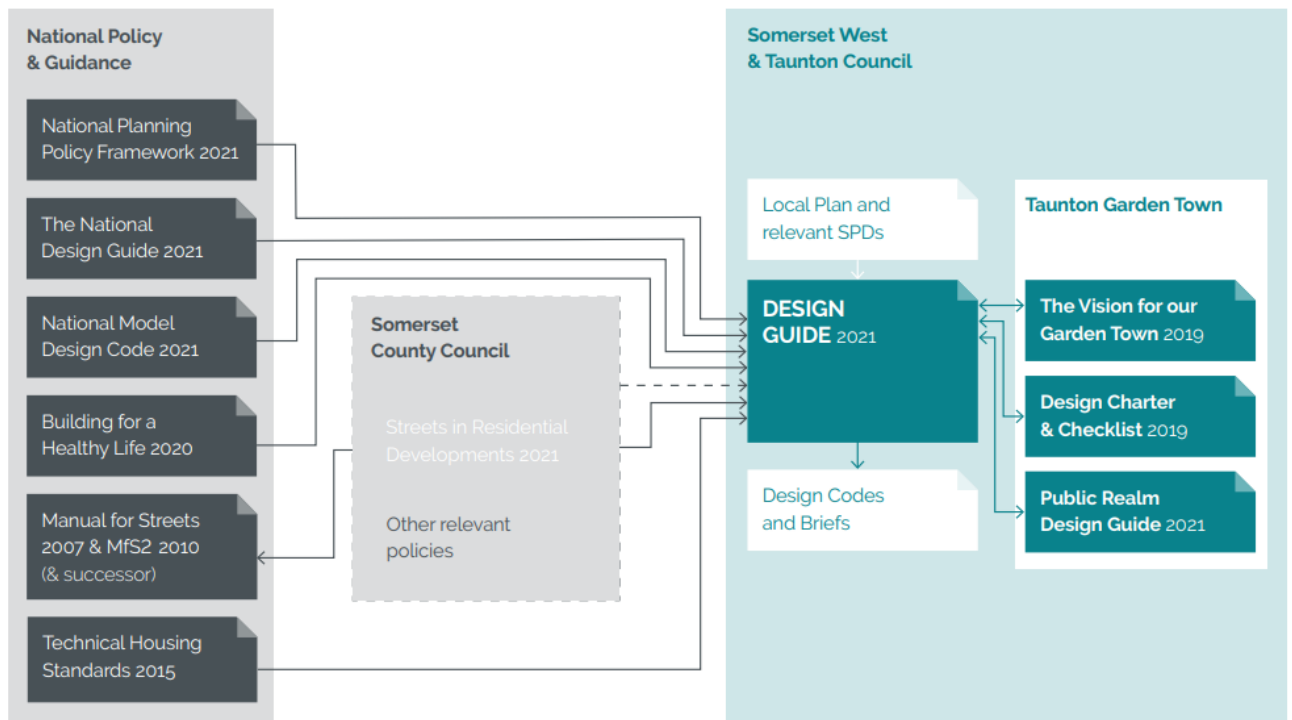 National Policy
& Guidance
National Planning
Policy Framework 2021
The National
Design Guide 2021
National Model
Design Code 2021
Building for a
Healthy Life 2020
Manual for Streets
2007 & MfS2 2010
(& successor)
Technical Housing
Standards 2015
Somerset
County Council
Streets in Residential
Developments 2021
Other relevant
policies
Somerset West
& Taunton Council
Local Plan and
relevant SPDs
DESIGN
GUIDE 2021
Design Codes
and Briefs
Taunton Garden Town
The Vision for our
Garden Town 2019
Design Charter
& Checklist 2019
Public Realm
Design Guide 2021